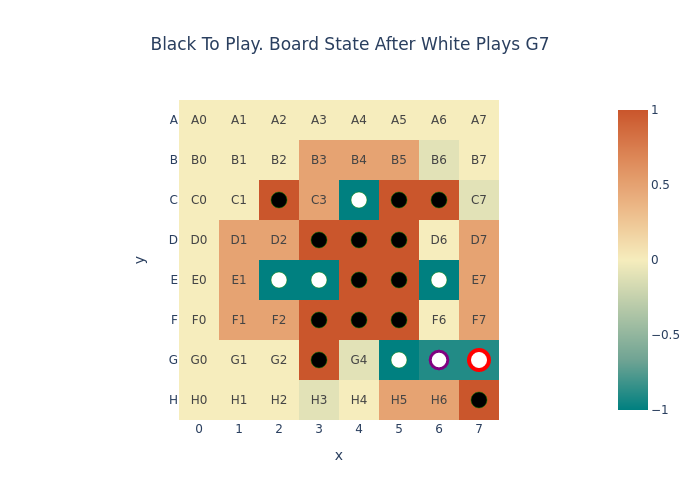 Black To Play. Board State After White Plays G7
A A0 A1 A2 A3 A4 A5 A6 A7 1
B B0 B1 B2 B3 B4 B5 B6 B7
C C0 C1 C3 C7 0.5
D D0 D1 D2 D6 D7
y 0
E E0 E1 E7
F F0 F1 F2 F6 F7 −0.5
G G0 G1 G2 G4
H H0 H1 H2 H3 H4 H5 H6 −1
0 1 2 3 4 5 6 7
x